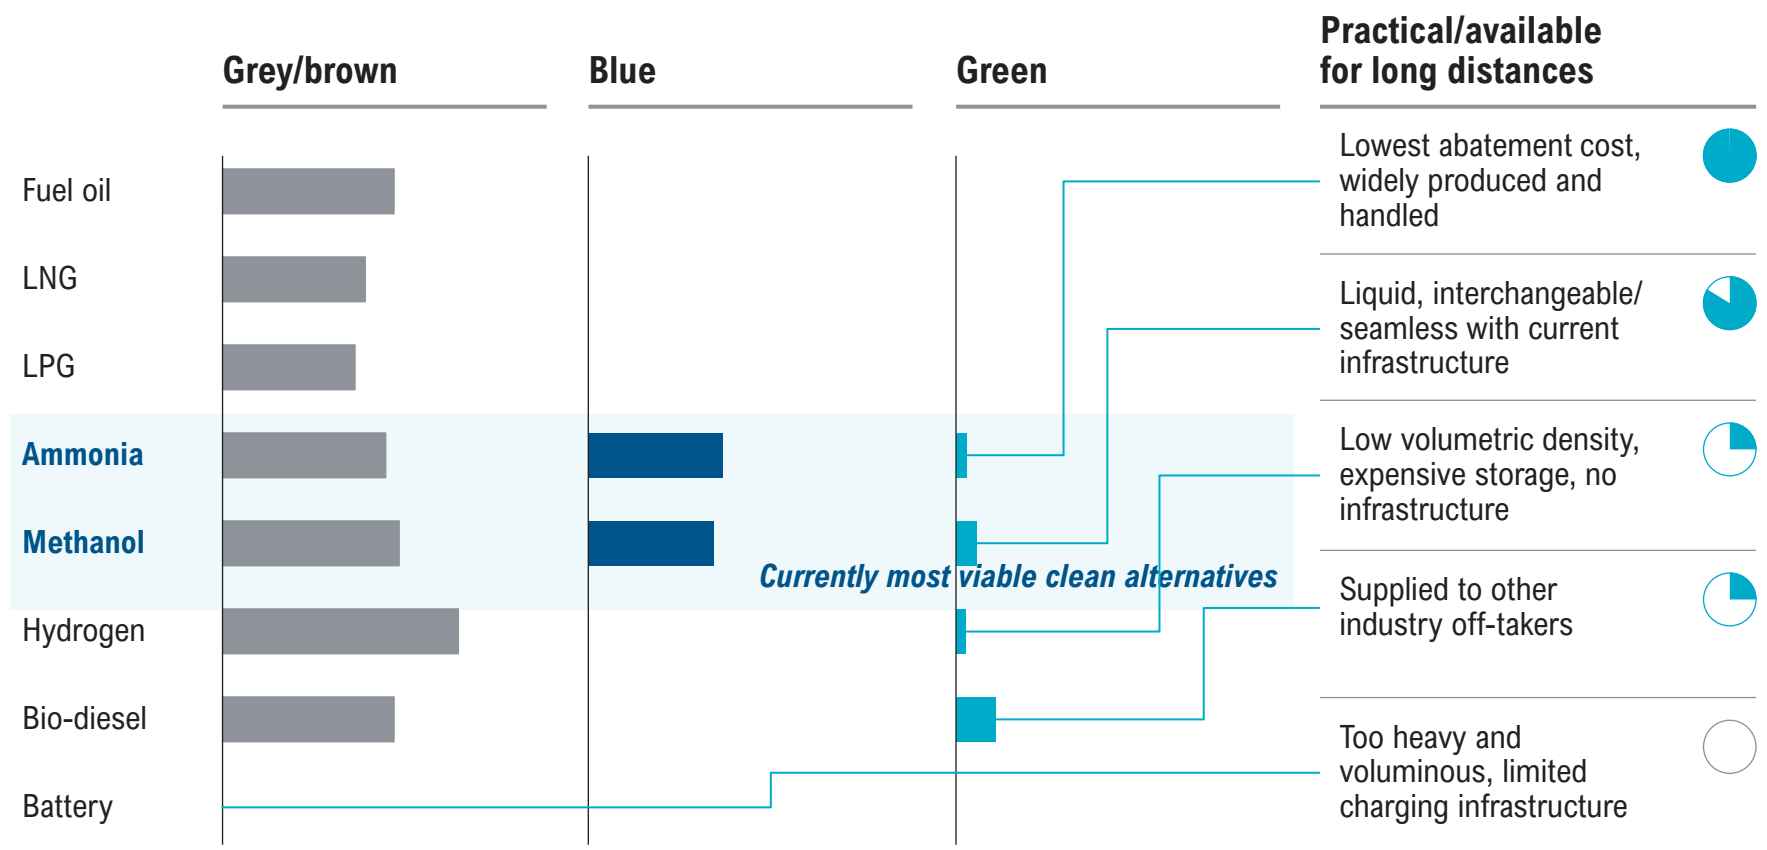 Grey/brown
Blue
Green
Practical/available
for long distances
Fuel oil
LNG
LPG
Ammonia
Methanol
Hydrogen
Bio-diesel
Battery
Currently most viable clean alternatives
Lowest abatement cost,
widely produced and
handled
Liquid, interchangeable/
seamless with current
infrastructure
Low volumetric density,
expensive storage, no
infrastructure
Supplied to other
industry off-takers
Too heavy and
voluminous, limited
charging infrastructure